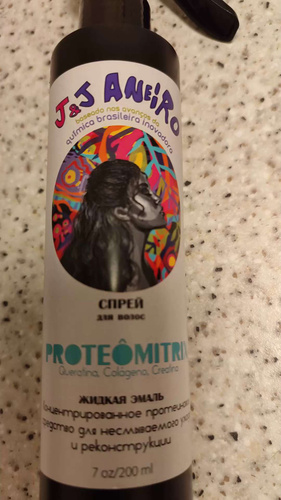 J&J ANEIRO
baseado nos avanços da
química brasileira inovadora
СПРЕЙ
для волос
PROTEÔMITRI
Queratina, Colágeno, Creatina
ЖИДКАЯ ЭМАЛЬ
концентрированное протеиновое
средство для несмываемого ухода
и реконструкции
7 oz/200 ml